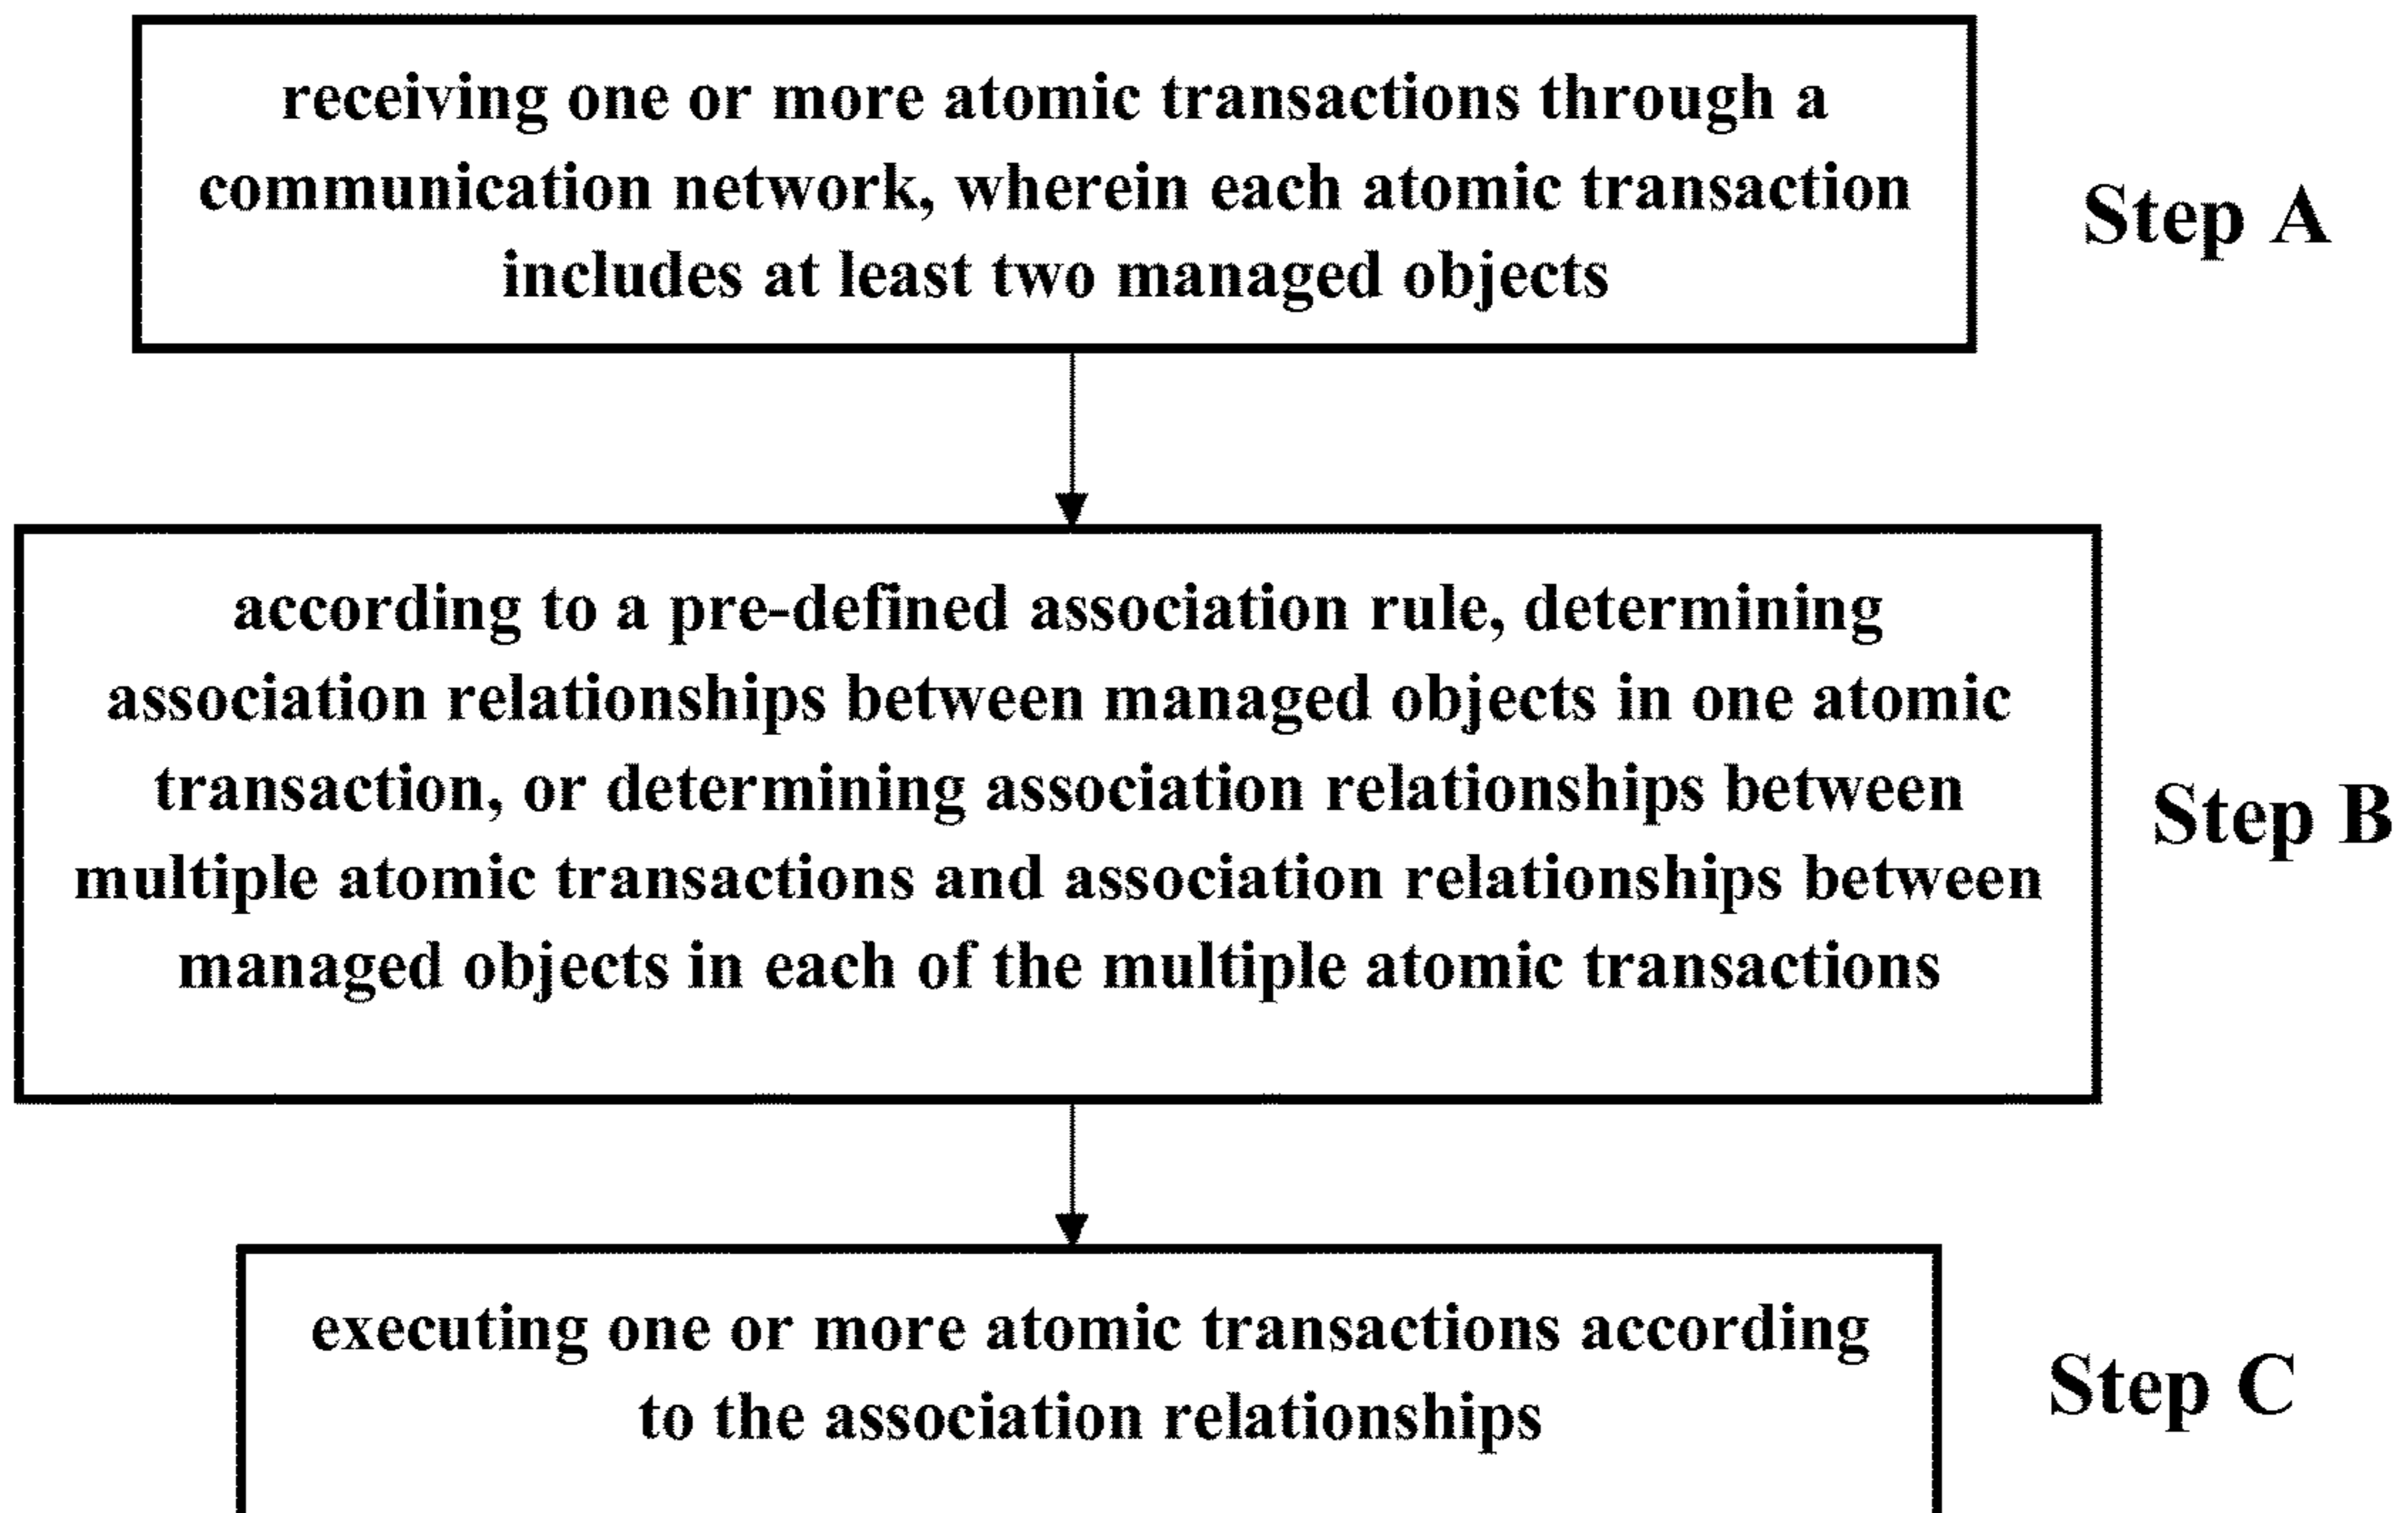 receiving one or more atomic transactions through a
communication network, wherein each atomic transaction
includes at least two managed objects
Step A
according to a pre-defined association rule, determining
association relationships between managed objects in one atomic
transaction, or determining association relationships between
multiple atomic transactions and association relationships between
managed objects in each of the multiple atomic transactions
Step B
executing one or more atomic transactions according
to the association relationships
Step C